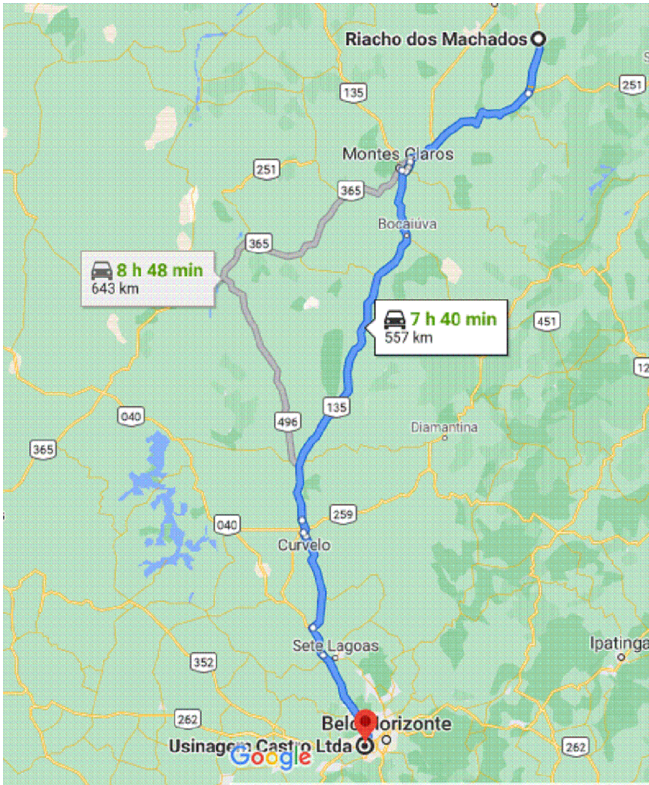 Riacho dos Machados
135
251
Montes Claros
251
365
Bocaiúva
365
8 h 48 min
643 km
7 h 40 min
557 km
451
135
040
496
Diamantina
365
259
040
Curvelo
Sete Lagoas
Ipatinga
352
262
Belo Horizonte
Usinagem Castro Ltda
262
Google